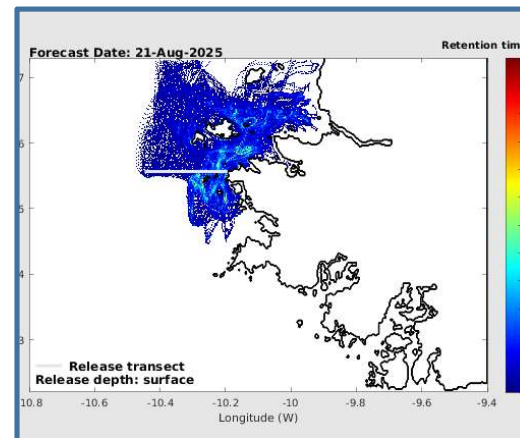 Forecast Date: 21-Aug-2025
Retention tim
7
6
5
4
3
Release transect
Release depth: surface
10.8
-10.6
-10.4
-10.2
-10
-9.8
-9.6
-9.4
Longitude (W)